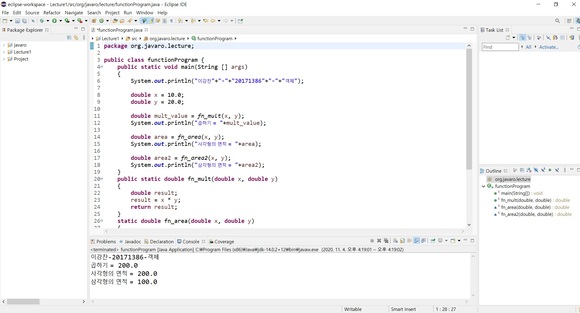 eclipse-workspace - Lecture1/src/org/javaro/lecture/functionProgram.java - Eclipse IDE
File Edit Source Refactor Navigate Search Project Run Window Help
Package Explorer
javaro
Lecture1
Project
*functionProgram.java
Lecture1 src org.javaro.lecture functionProgram
1 package org.javaro.lecture;
2
3 public class functionProgram {
4 public static void main(String [] args)
5 {
6 System.out.println("이감찬"+"-"+"20171386"+"-"+"객체");
7
8 double x = 10.0;
9 double y = 20.0;
10
11 double mult_value = fn_mult(x, y);
12 System.out.println("곱하기 = "+mult_value);
13
14 double area = fn_area(x, y);
15 System.out.println("사각형의 면적 = "+area);
16
17 double area2 = fn_area2(x, y);
18 System.out.println("삼각형의 면적 = "+area2);
19 }
20 public static double fn_mult(double x, double y)
21 {
22 double result;
23 result = x * y;
24 return result;
25 }
26 static double fn_area(double x, double y)
27 {
Task List
Find All Activate...
Outline
org.javaro.lecture
functionProgram
main(String[]) : void
fn_mult(double, double) : double
fn_area(double, double) : double
fn_area2(double, double) : double
Problems Javadoc Declaration Console Coverage
<terminated> functionProgram [Java Application] C:\Program Files (x86)\Java\jdk-14.0.2+12\bin\javaw.exe (2020. 11. 4. 오후 4:19:01 – 오후 4:19:02)
이감찬-20171386-객체
곱하기 = 200.0
사각형의 면적 = 200.0
삼각형의 면적 = 100.0
Writable Smart Insert 1 : 28 : 27